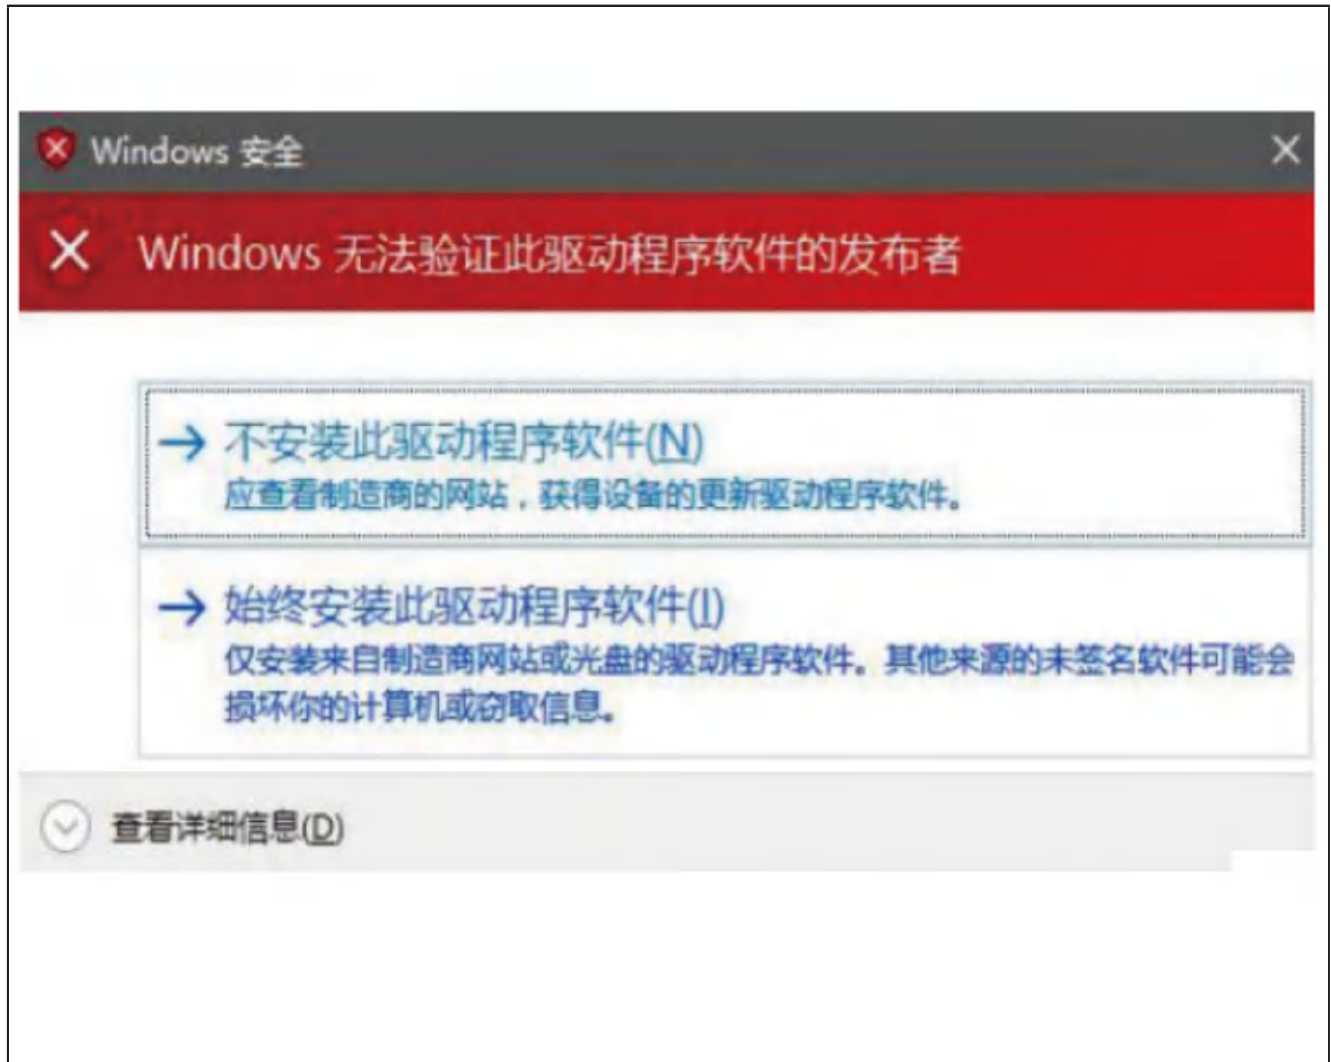 Windows 安全
Windows 无法验证此驱动程序软件的发布者
不安装此驱动程序软件(N)
应查看制造商的网站，获得设备的更新驱动程序软件。
始终安装此驱动程序软件(I)
仅安装来自制造商网站或光盘的驱动程序软件。其他来源的未签名软件可能会
损坏你的计算机或窃取信息。
查看详细信息(D)